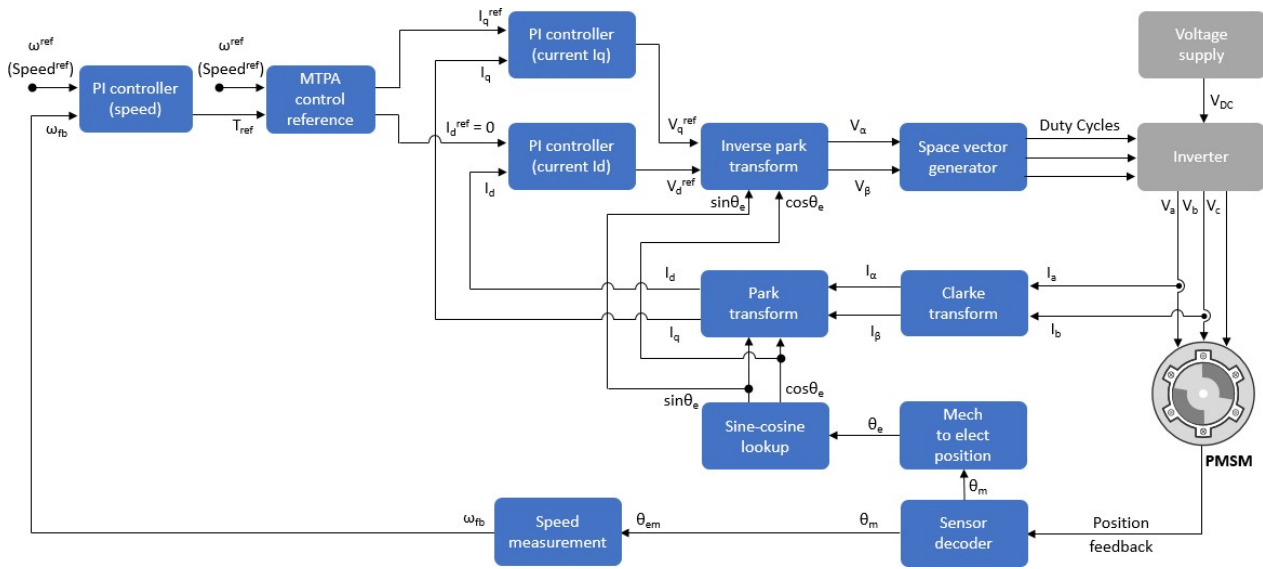 ω^ref
(Speed^ref)
ω_fb
PI controller
(speed)
ω^ref
(Speed^ref)
T_ref
MTPA
control
reference
I_q^ref
I_q
PI controller
(current Iq)
I_d^ref = 0
I_d
PI controller
(current Id)
V_q^ref
V_d^ref
Inverse park
transform
sinθ_e
cosθ_e
V_α
V_β
Space vector
generator
Duty Cycles
Voltage
supply
V_DC
Inverter
V_a
V_b
V_c
I_d
I_q
Park
transform
I_α
I_β
Clarke
transform
I_a
I_b
sinθ_e
cosθ_e
Sine-cosine
lookup
θ_e
Mech
to elect
position
PMSM
θ_m
ω_fb
Speed
measurement
θ_em
θ_m
Sensor
decoder
Position
feedback